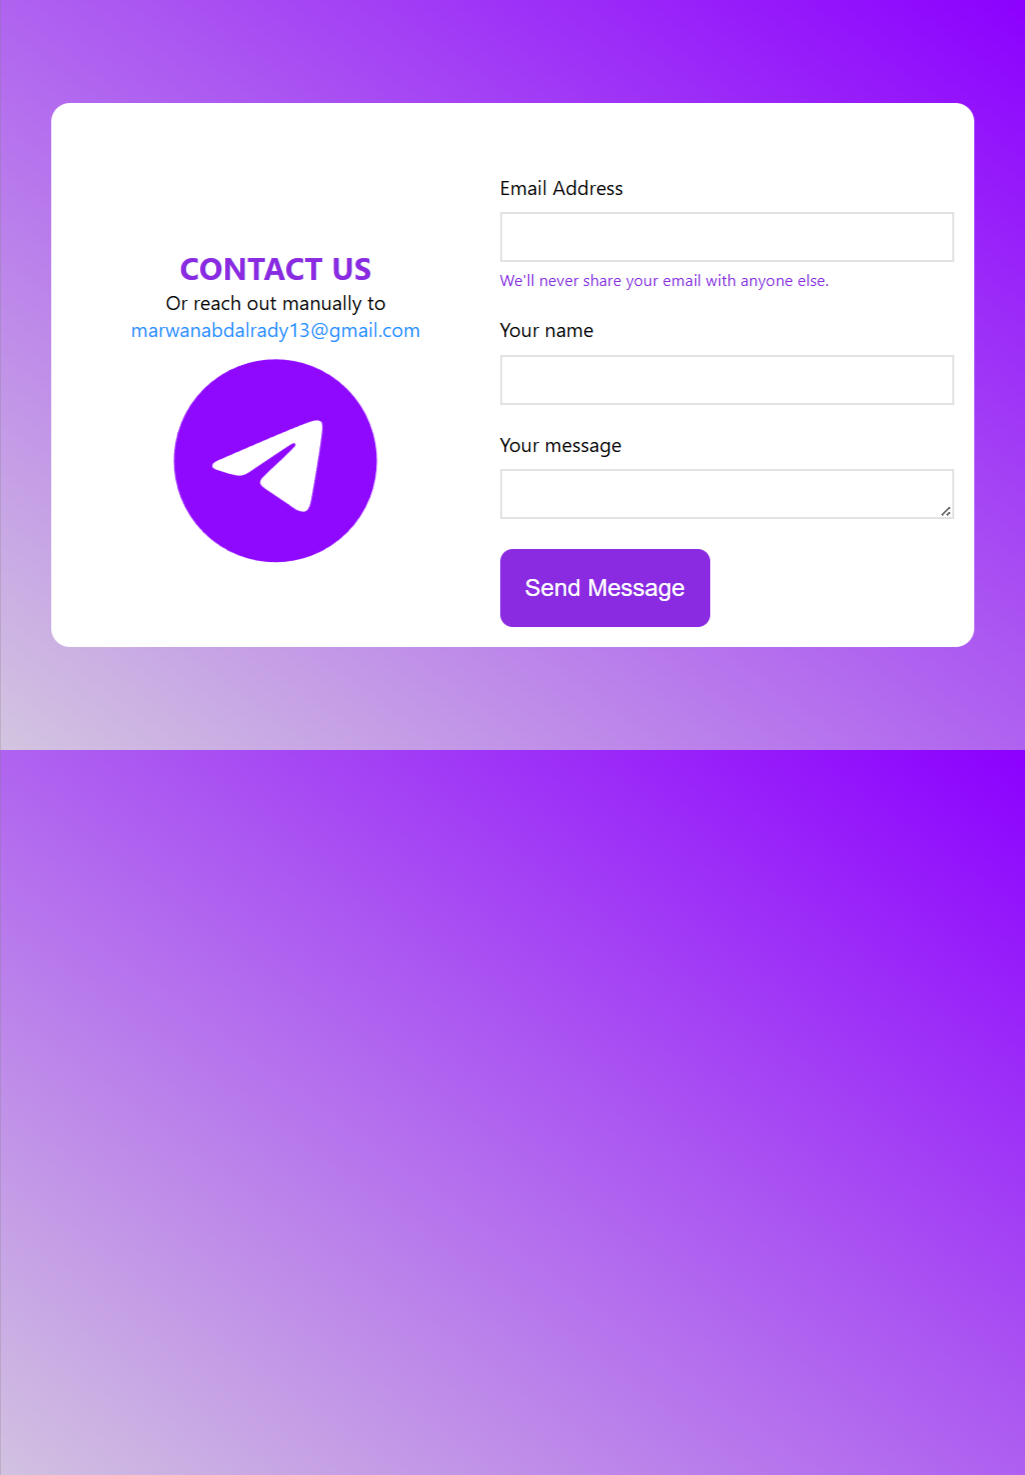 CONTACT US
Or reach out manually to
marwanabdalrady13@gmail.com
Email Address
We'll never share your email with anyone else.
Your name
Your message
Send Message